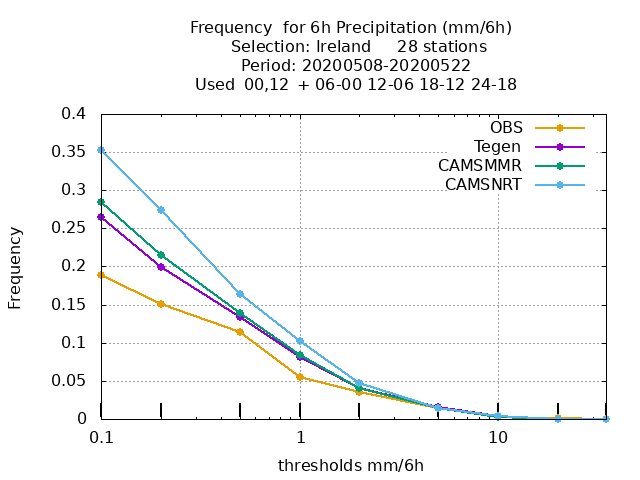 Frequency  for 6h Precipitation (mm/6h)
Selection: Ireland     28 stations
Period: 20200508-20200522
Used  00,12  + 06-00 12-06 18-12 24-18
OBS
Tegen
CAMSMMR
CAMSNRT
0.4
0.35
0.3
0.25
0.2
0.15
0.1
0.05
0
Frequency
0.1 1 10
thresholds mm/6h